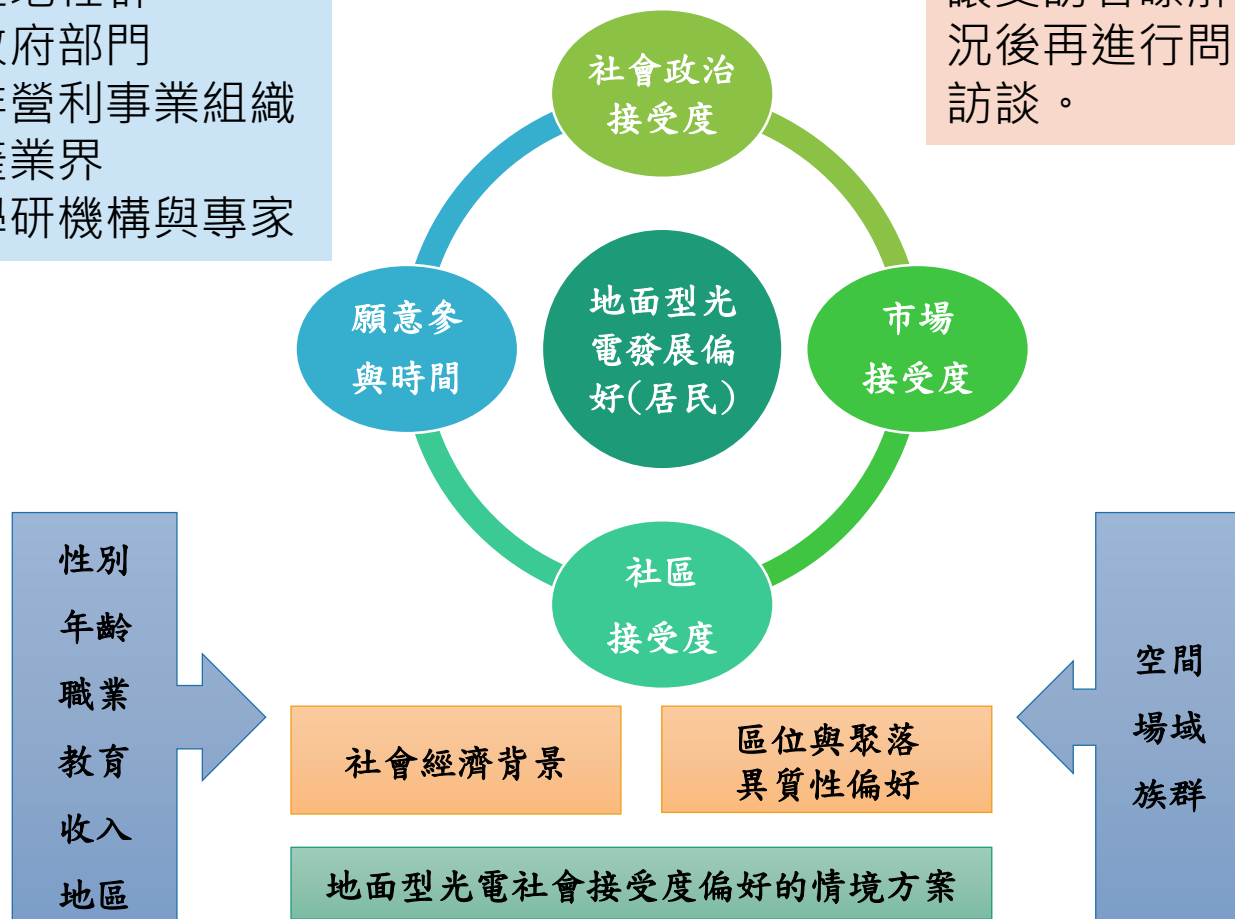 府部門
營利事業組織
業界
研機構與專家
況後再進行問
訪談。
社會政治
接受度
願意參
與時間
地面型光
電發展偏
好(居民)
市場
接受度
社區
接受度
性別
年齡
職業
教育
收入
地區
空間
場域
族群
社會經濟背景
區位與聚落
異質性偏好
地面型光電社會接受度偏好的情境方案